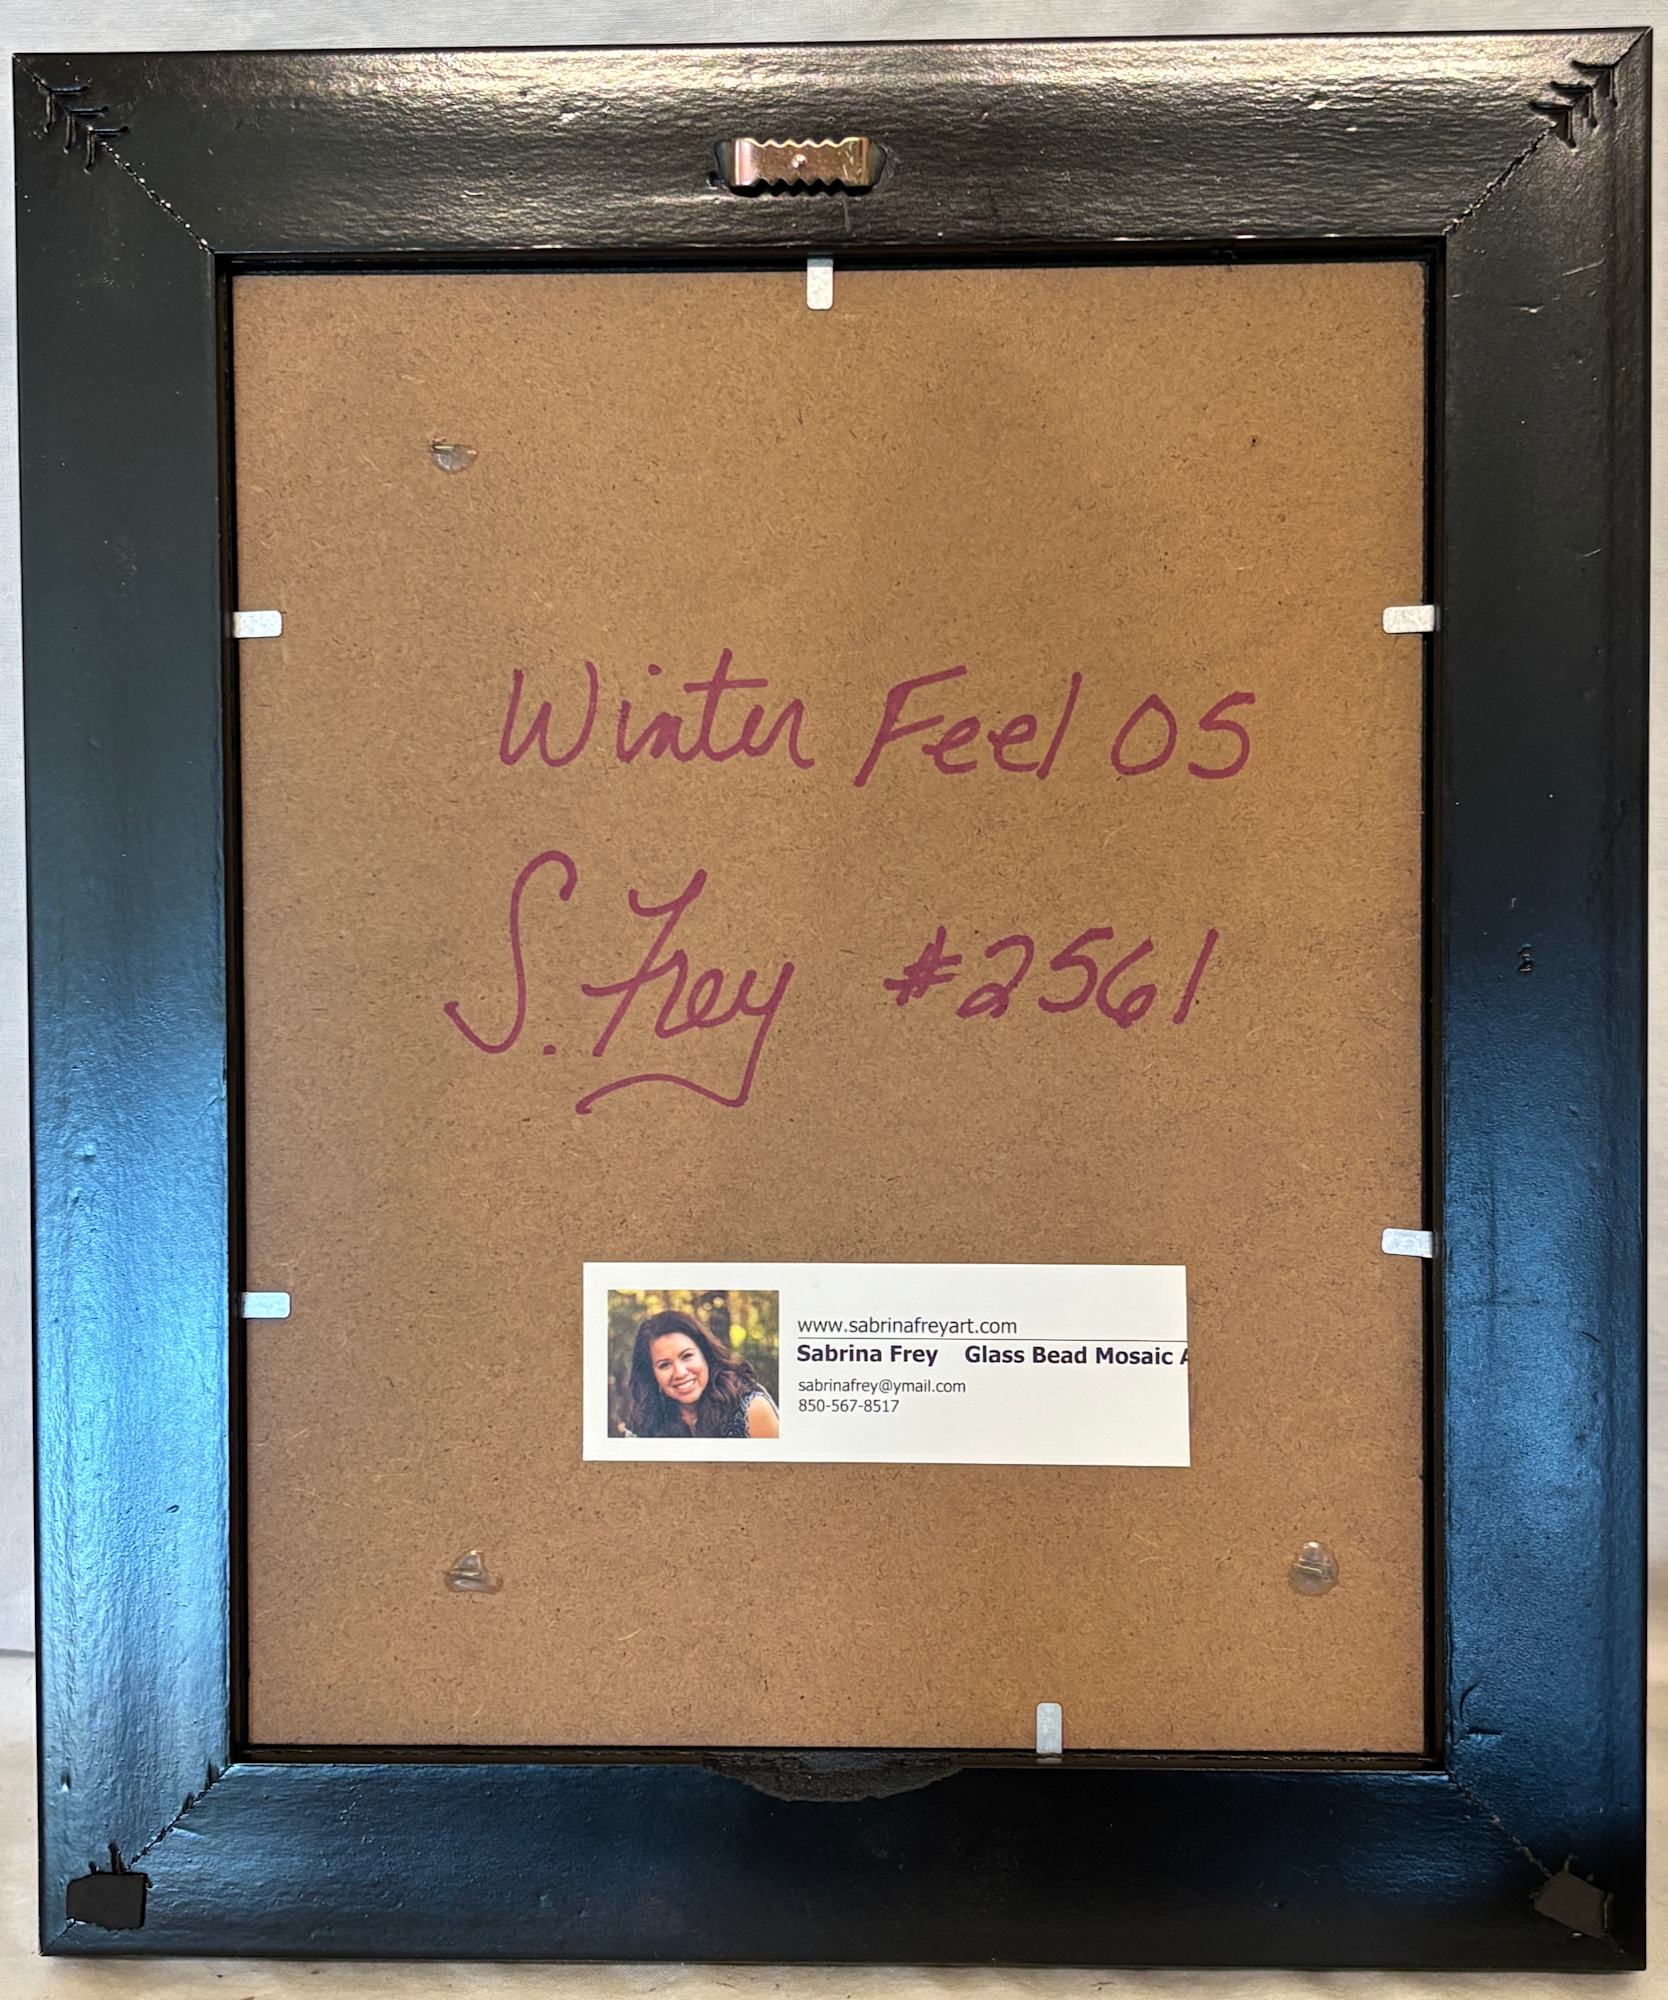 Winter Feel 05
S. Frey #2561
www.sabrinafreyart.com
Sabrina Frey Glass Bead Mosaic A
sabrinafrey@ymail.com
850-567-8517